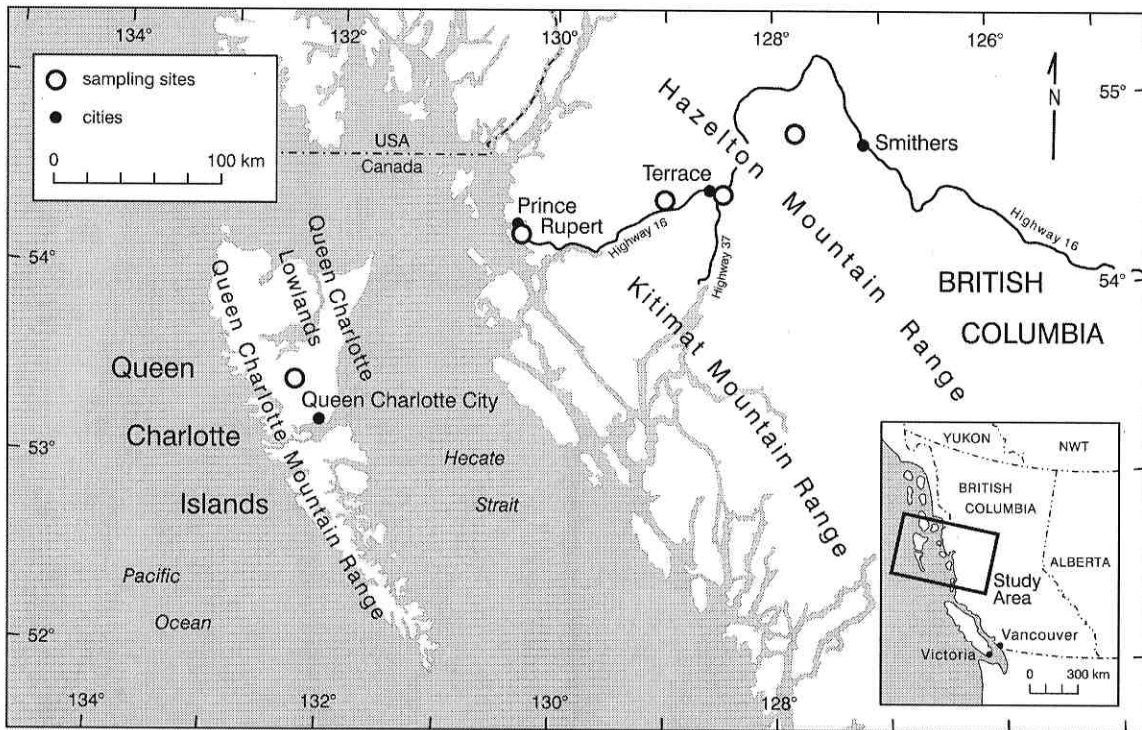 134°
132°
130°
128°
126°
sampling sites
cities
0 100 km
USA
Canada
55°
N
Hazelton Mountain Range
Smithers
Terrace
Prince
Rupert
Highway 16
Highway 37
Highway 16
54°
54°
BRITISH
COLUMBIA
Kitimat Mountain Range
Queen Charlotte
Lowlands
Queen Charlotte Mountain Range
Queen
Charlotte
Islands
Queen Charlotte City
53°
Hecate
Strait
Pacific
Ocean
52°
134°
132°
130°
128°
YUKON
NWT
BRITISH
COLUMBIA
ALBERTA
Study
Area
Vancouver
Victoria
0 300 km